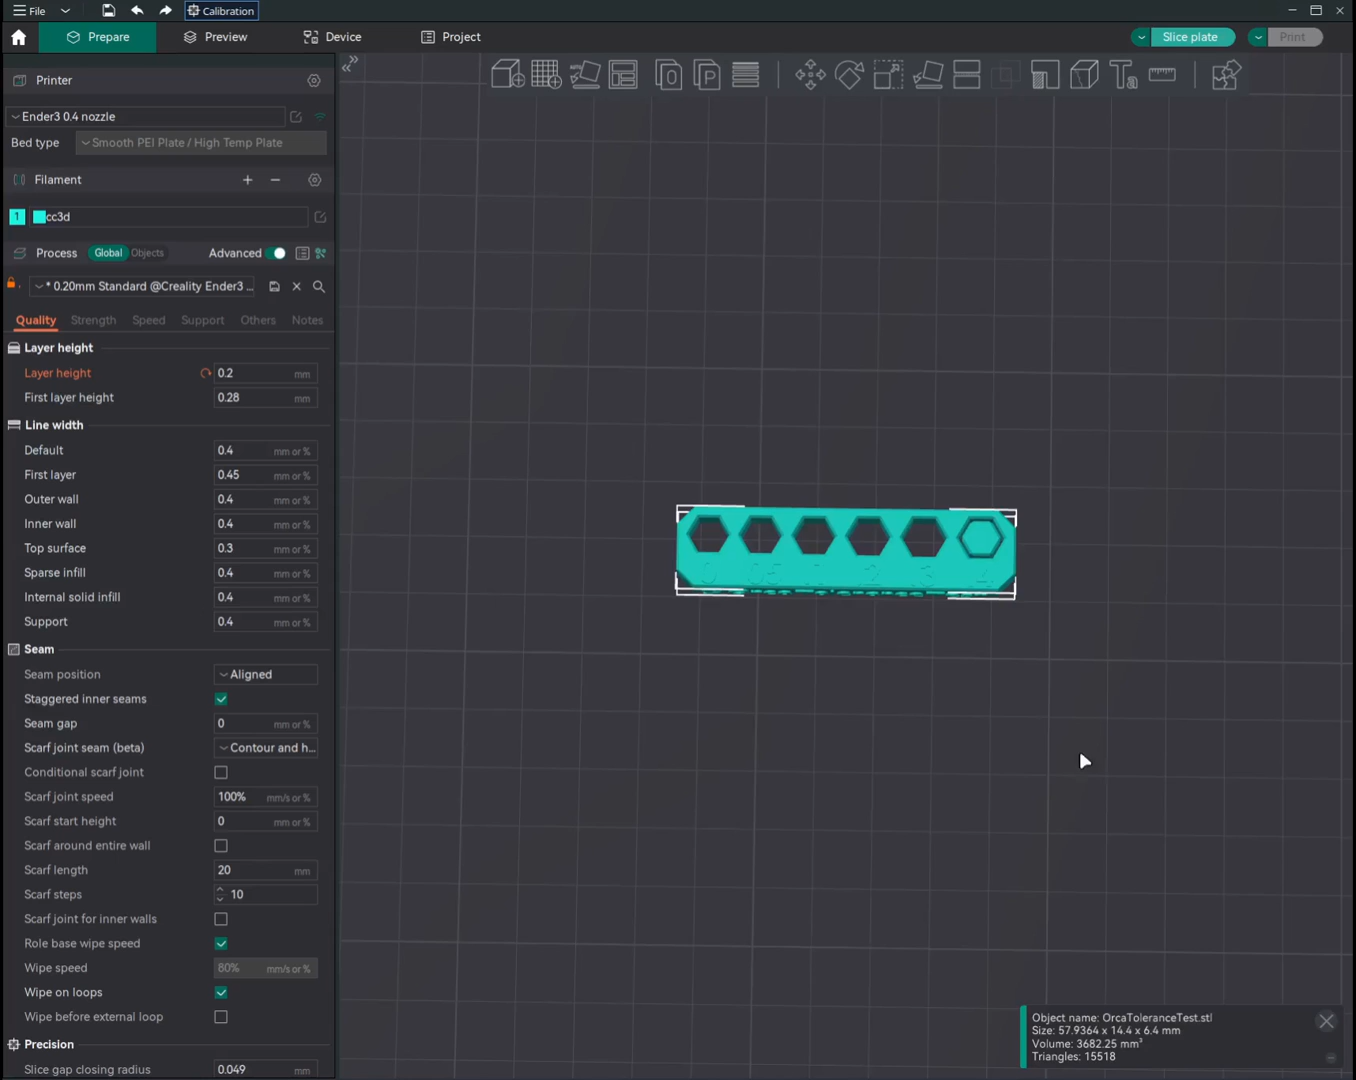 File
Calibration
Prepare
Preview
Device
Project
Slice plate
Print
Printer
Ender3 0.4 nozzle
Bed type
Smooth PEI Plate / High Temp Plate
Filament
1
cc3d
Process
Global
Objects
Advanced
* 0.20mm Standard @Creality Ender3 ...
Quality
Strength
Speed
Support
Others
Notes
Layer height
Layer height 0.2 mm
First layer height 0.28
Line width
Default 0.4 mm or %
First layer 0.45 mm or %
Outer wall 0.4 mm or %
Inner wall 0.4 mm or %
Top surface 0.3 mm or %
Sparse infill 0.4 mm or %
Internal solid infill 0.4 mm or %
Support 0.4 mm or %
Seam
Seam position Aligned
Staggered inner seams
Seam gap 0 mm or %
Scarf joint seam (beta) Contour and h...
Conditional scarf joint
Scarf joint speed 100% mm/s or %
Scarf start height 0 mm or %
Scarf around entire wall
Scarf length 20 mm
Scarf steps 10
Scarf joint for inner walls
Role base wipe speed
Wipe speed 80% mm/s or %
Wipe on loops
Wipe before external loop
Precision
Slice gap closing radius 0.049 mm
0 .05 .1 .2 .3 .4
Object name: OrcaToleranceTest.stl
Size: 57.9364 x 14.4 x 6.4 mm
Volume: 3682.25 mm³
Triangles: 15518